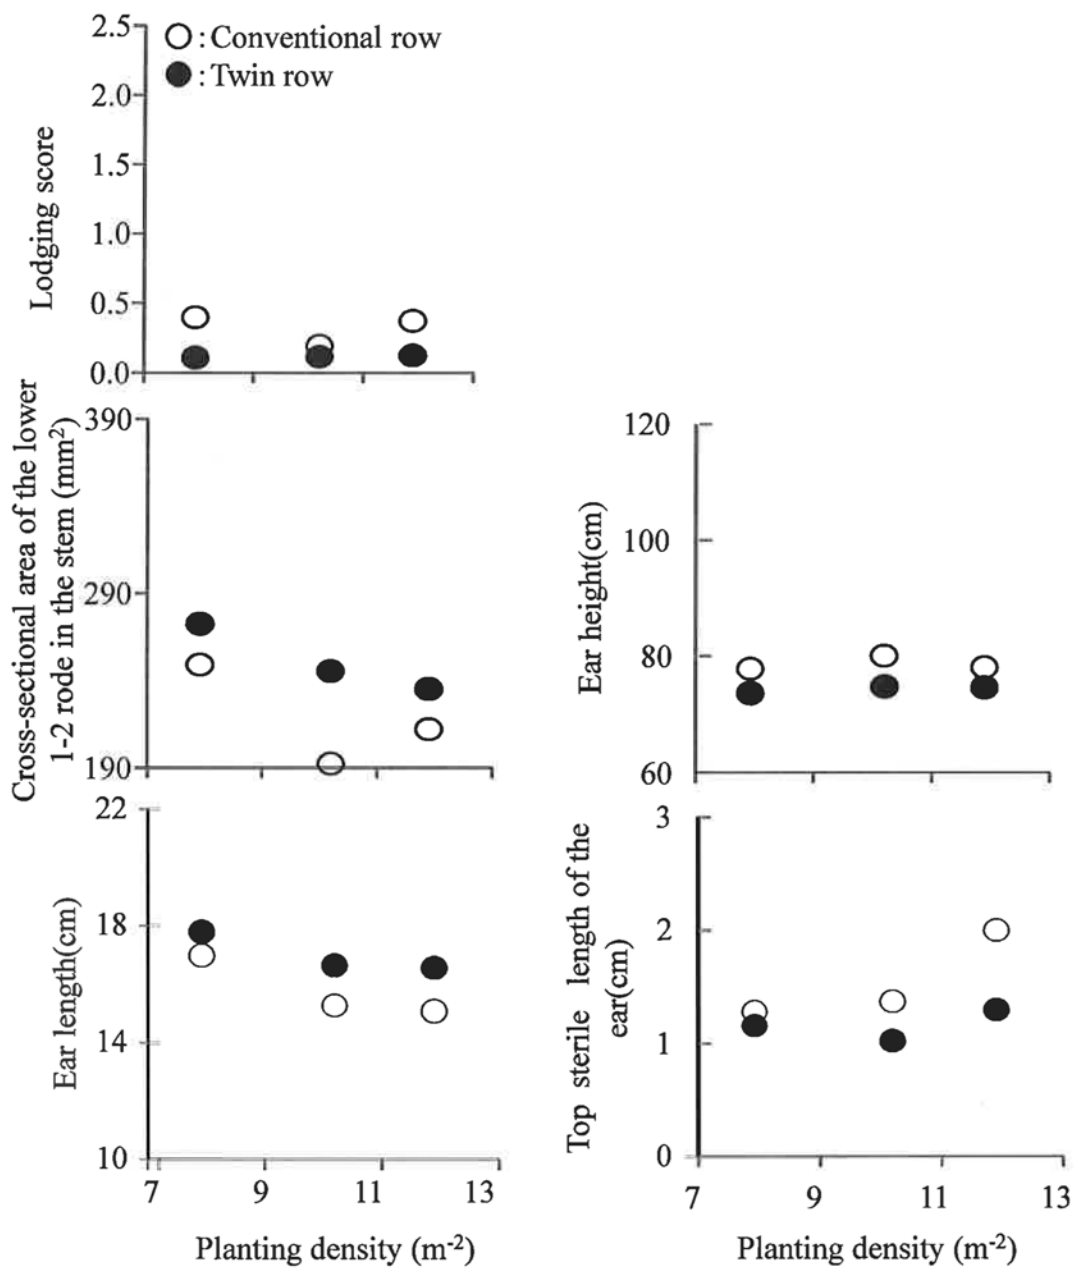 2.5
2.0
1.5
1.0
0.5
0.0
Lodging score
: Conventional row
: Twin row
390
290
190
Cross-sectional area of the lower
1-2 rode in the stem (mm²)
120
100
80
60
Ear height(cm)
22
18
14
10
Ear length(cm)
7 9 11 13
Planting density (m⁻²)
3
2
1
0
Top sterile length of the
ear(cm)
7 9 11 13
Planting density (m⁻²)